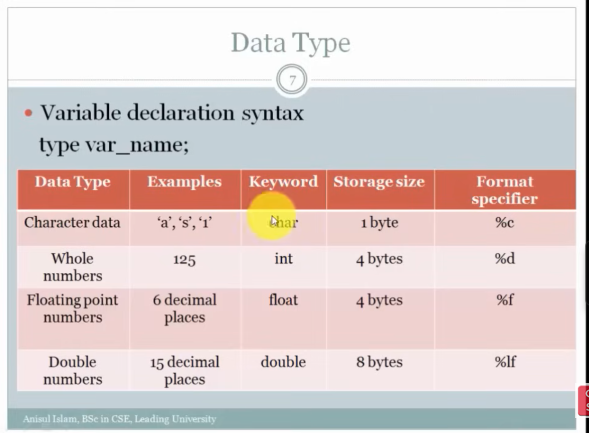 Data Type
7
• Variable declaration syntax
type var_name;
Data Type Examples Keyword Storage size Format specifier
Character data ‘a’, ‘s’, ‘1’ char 1 byte %c
Whole numbers 125 int 4 bytes %d
Floating point numbers 6 decimal places float 4 bytes %f
Double numbers 15 decimal places double 8 bytes %lf
Anisul Islam, BSc in CSE, Leading University